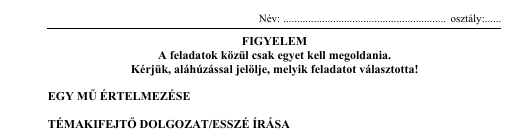 Név: ............................................................ osztály:......
FIGYELEM
A feladatok közül csak egyet kell megoldania.
Kérjük, aláhúzással jelölje, melyik feladatot választotta!
EGY MŰ ÉRTELMEZÉSE
TÉMAKIFEJTŐ DOLGOZAT/ESSZÉ ÍRÁSA